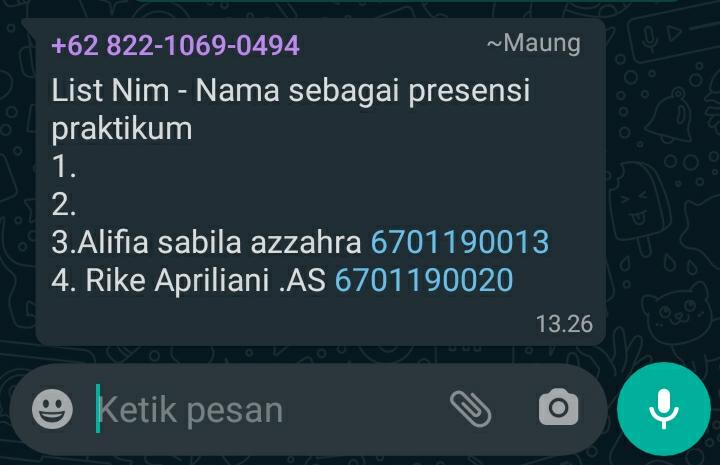 +62 822-1069-0494 ~Maung
List Nim - Nama sebagai presensi
praktikum
1.
2.
3.Alifia sabila azzahra 6701190013
4. Rike Apriliani .AS 6701190020
13.26
Ketik pesan